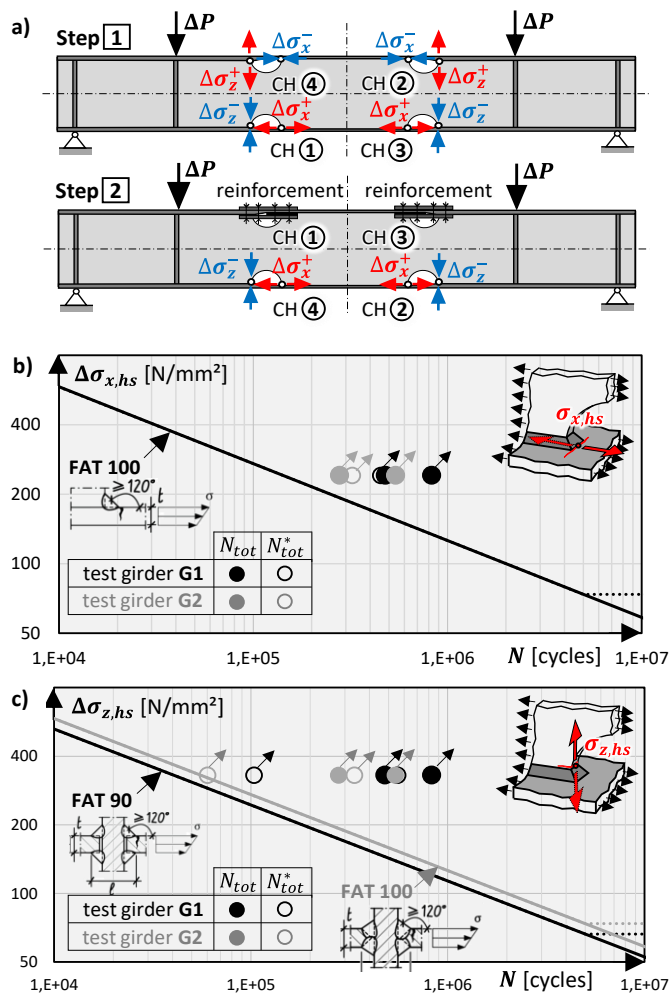 a)
Step 1
ΔP
Δσx−
Δσx−
ΔP
Δσz+
CH ④
CH ②
Δσz+
Δσz−
Δσx+
Δσx+
Δσz−
CH ①
CH ③
Step 2
ΔP
reinforcement
reinforcement
ΔP
CH ①
CH ③
Δσz−
Δσx+
Δσx+
Δσz−
CH ④
CH ②
b)
Δσx,hs [N/mm²]
400
σx,hs
FAT 100
≥120°
t
σ
200
Ntot
N*tot
100
test girder G1
test girder G2
50
1,E+04
1,E+05
1,E+06
N [cycles]
1,E+07
c)
Δσz,hs [N/mm²]
σz,hs
400
FAT 90
t
≥120°
σ
200
ℓ
FAT 100
Ntot
N*tot
100
test girder G1
test girder G2
t
≥120°
σ
50
1,E+04
1,E+05
1,E+06
N [cycles]
1,E+07